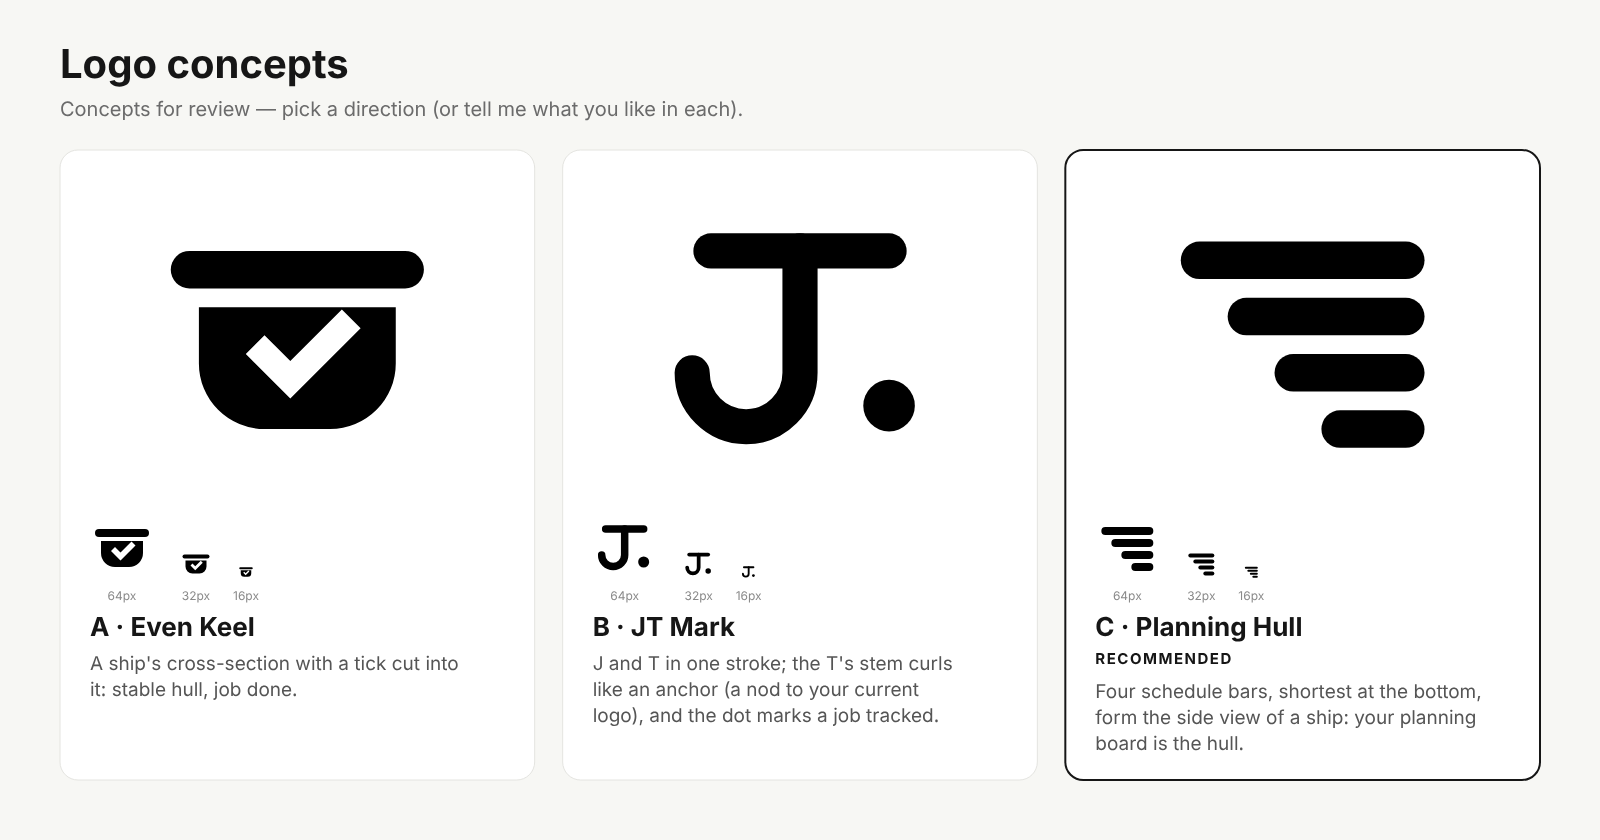 Logo concepts
Concepts for review — pick a direction (or tell me what you like in each).
J.
64px 32px 16px
A · Even Keel
A ship's cross-section with a tick cut into
it: stable hull, job done.
J.
J. J. J.
64px 32px 16px
B · JT Mark
J and T in one stroke; the T's stem curls
like an anchor (a nod to your current
logo), and the dot marks a job tracked.
64px 32px 16px
C · Planning Hull
RECOMMENDED
Four schedule bars, shortest at the bottom,
form the side view of a ship: your planning
board is the hull.